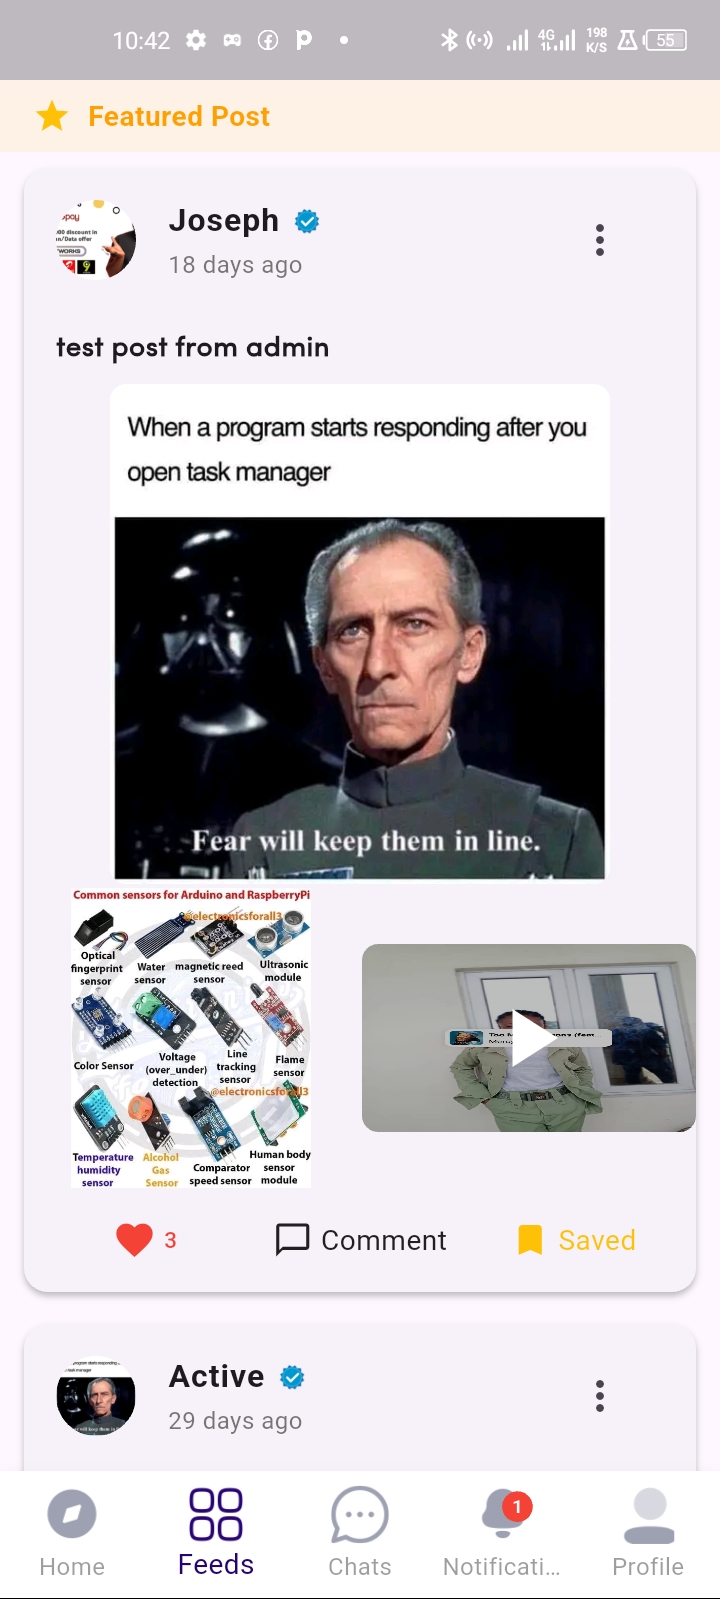 10:42
4G
198
K/S
55
Featured Post
Joseph
18 days ago
test post from admin
When a program starts responding after you
open task manager
Fear will keep them in line.
Common sensors for Arduino and RaspberryPi
@electronicsforall3
Optical
fingerprint
sensor
Water
sensor
magnetic reed
sensor
Ultrasonic
module
Color Sensor
Voltage
(over_under)
detection
Line
tracking
sensor
Flame
sensor
@electronicsforall3
Temperature
humidity
sensor
Alcohol
Gas
Sensor
Comparator
speed sensor
Human body
sensor
module
3
Comment
Saved
Active
29 days ago
Home
Feeds
Chats
1
Notificati...
Profile